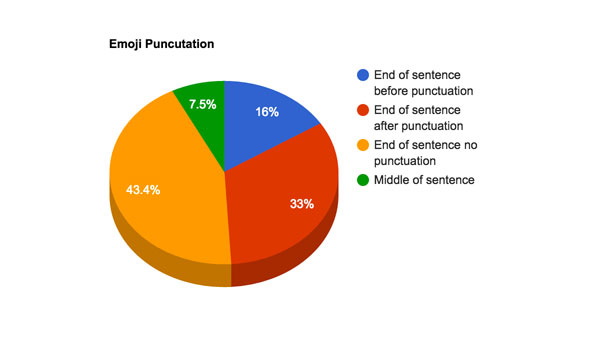 Emoji Puncutation
End of sentence
before punctuation
End of sentence
after punctuation
End of sentence no
punctuation
Middle of sentence
7.5%
16%
43.4%
33%